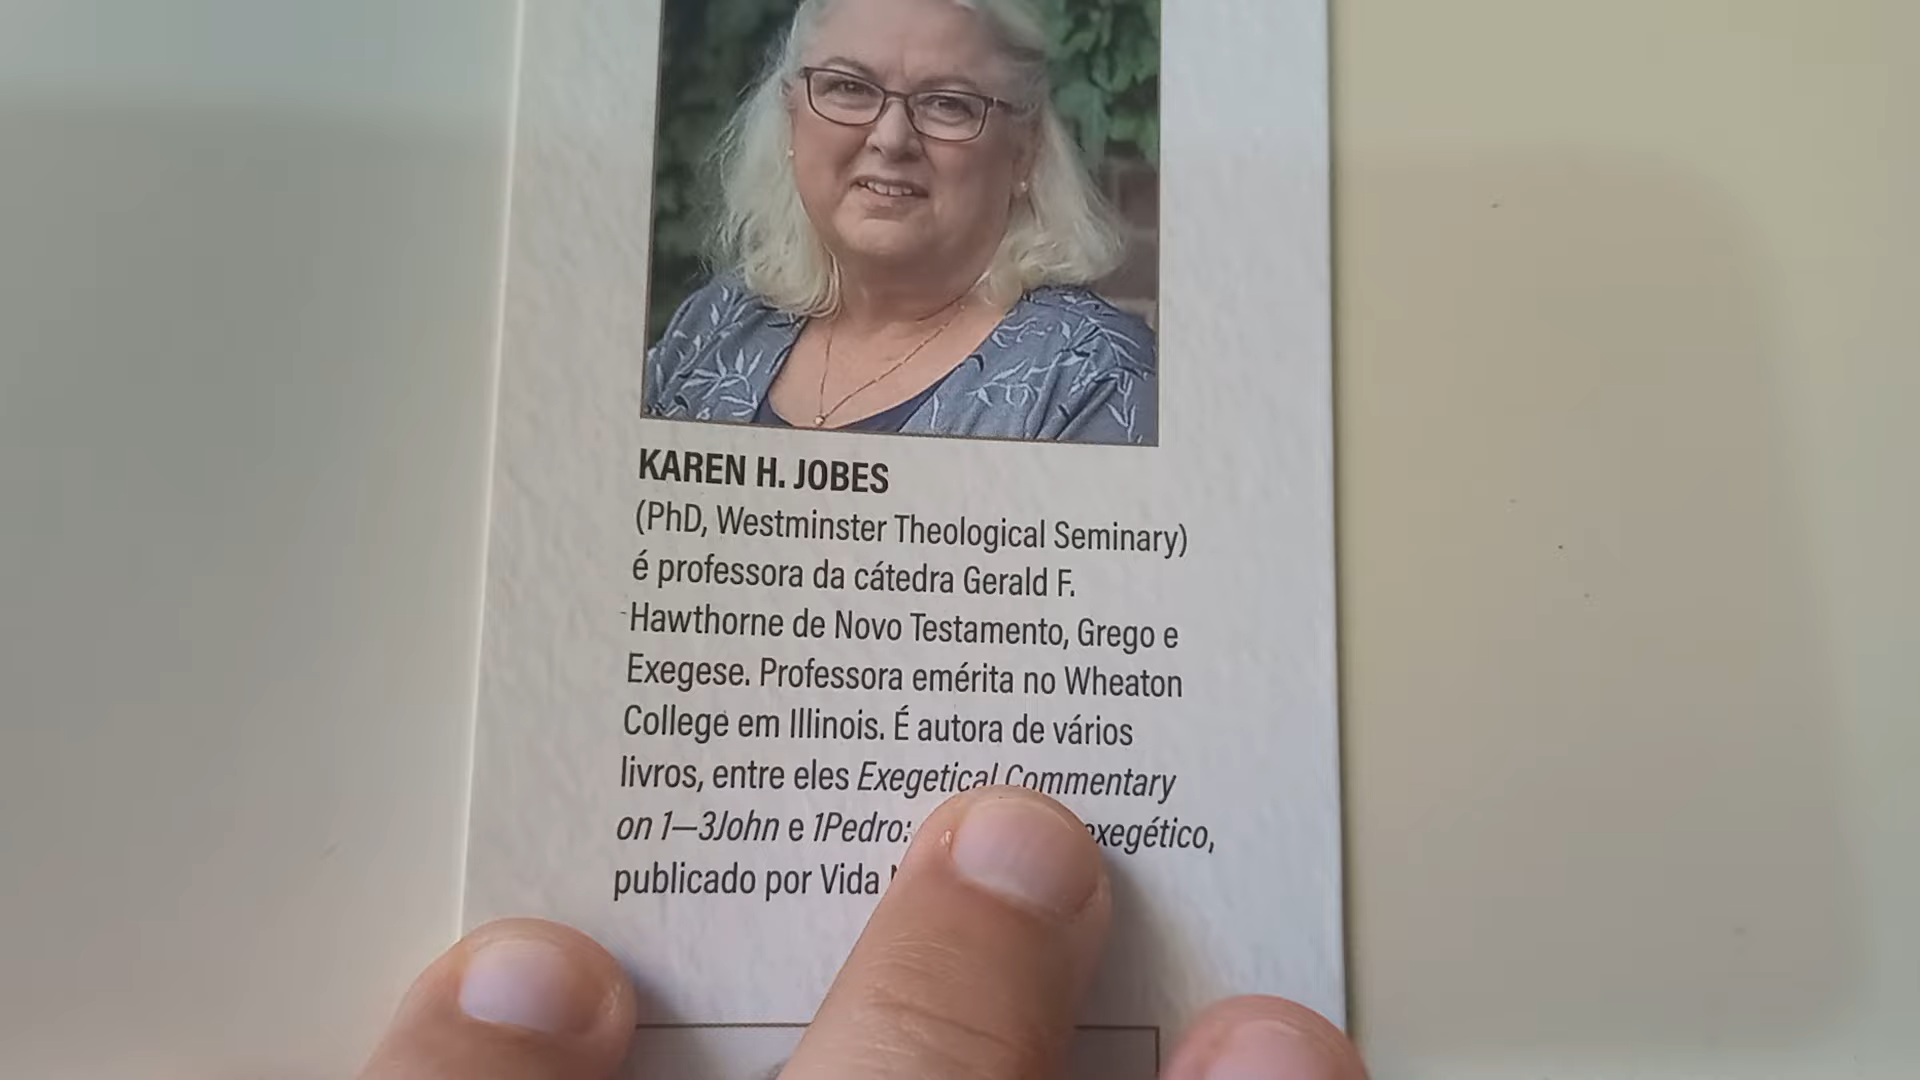 KAREN H. JOBES
(PhD, Westminster Theological Seminary)
é professora da cátedra Gerald F.
Hawthorne de Novo Testamento, Grego e
Exegese. Professora emérita no Wheaton
College em Illinois. É autora de vários
livros, entre eles Exegetical Commentary
on 1—3John e 1Pedro: exegético,
publicado por Vida